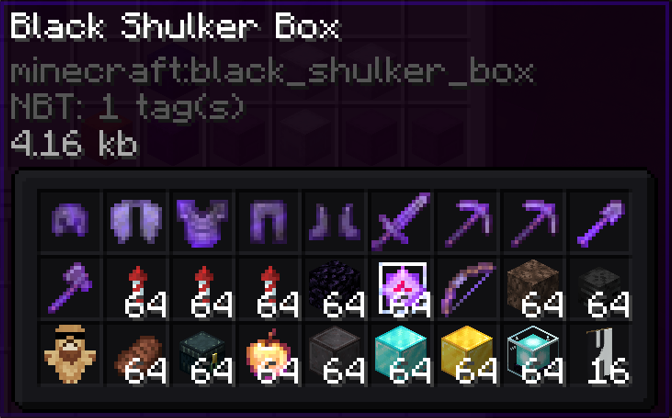 Black Shulker Box
minecraft:black_shulker_box
NBT: 1 tag(s)
4.16 kb
64 64 64 64 64 64 64
64 64 64 64 64 64 64 16